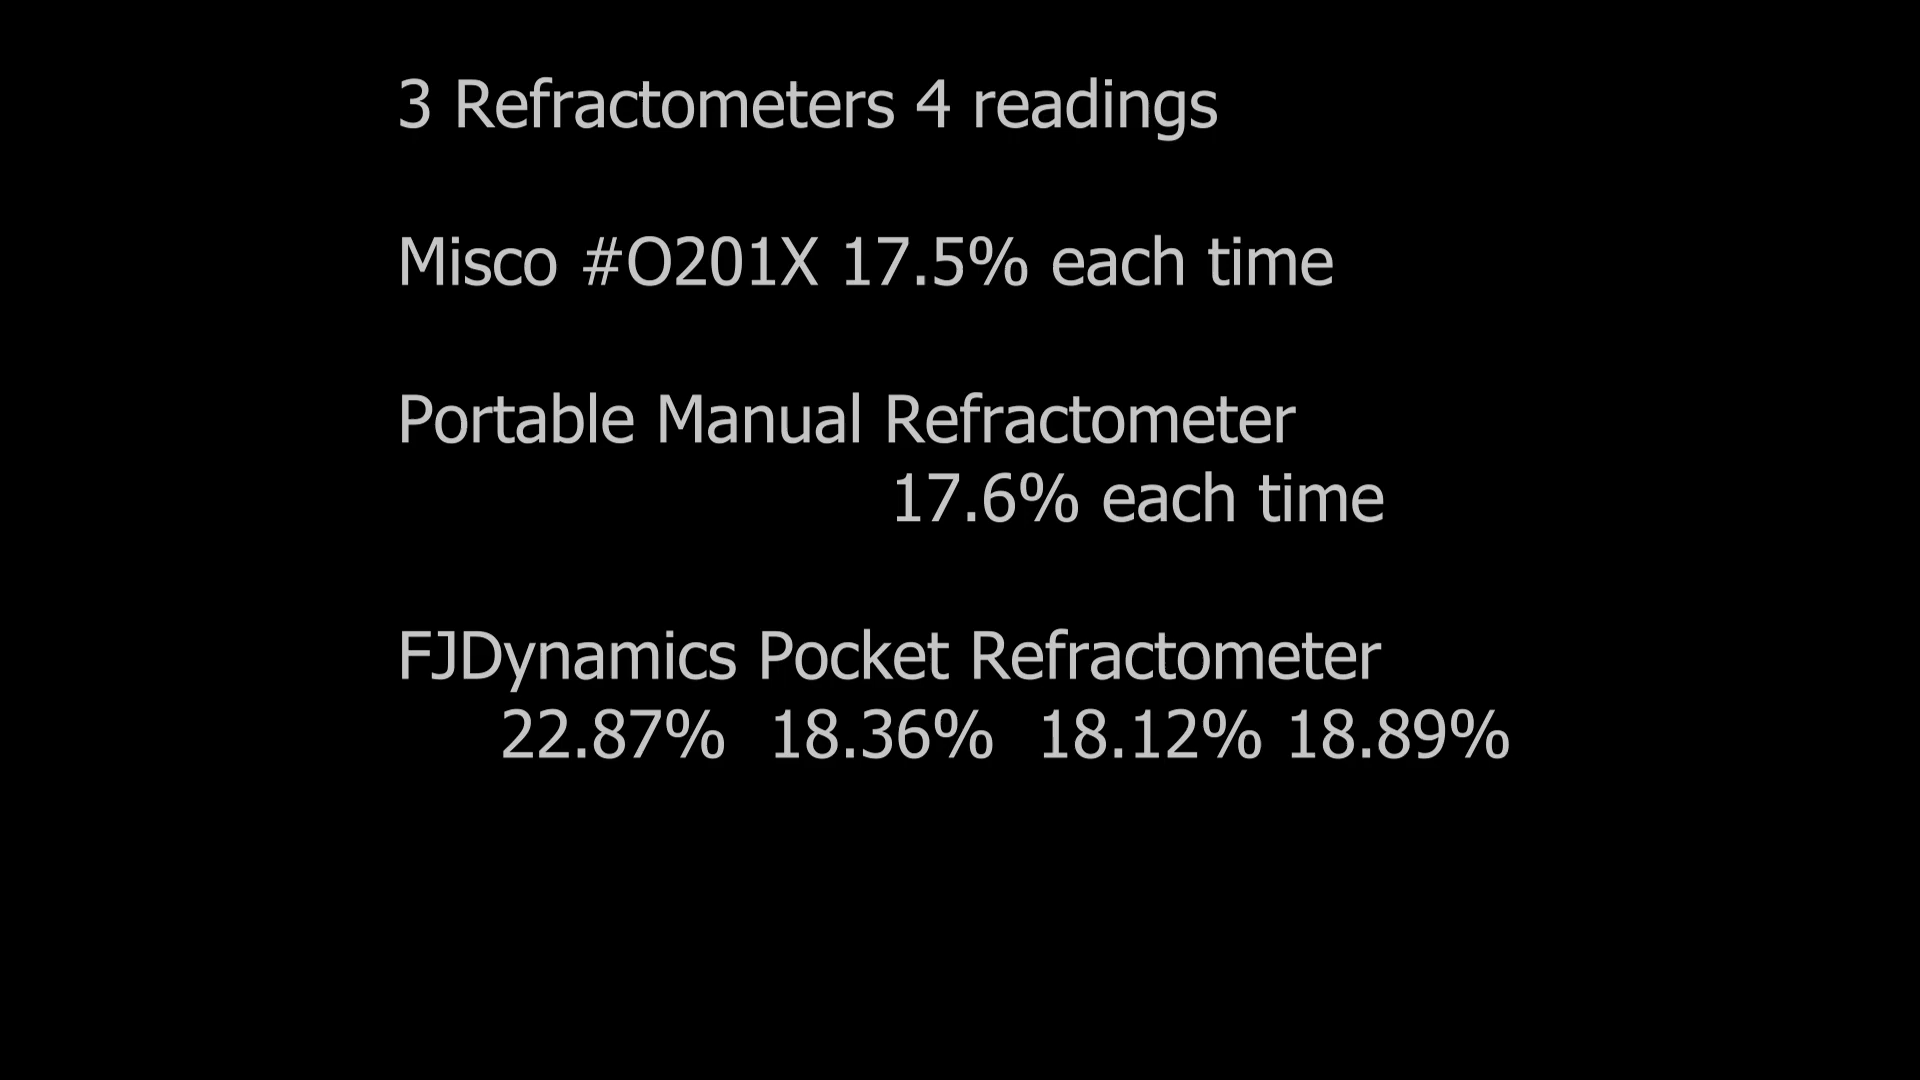 3 Refractometers 4 readings
Misco #O201X 17.5% each time
Portable Manual Refractometer
17.6% each time
FJDynamics Pocket Refractometer
22.87% 18.36% 18.12% 18.89%